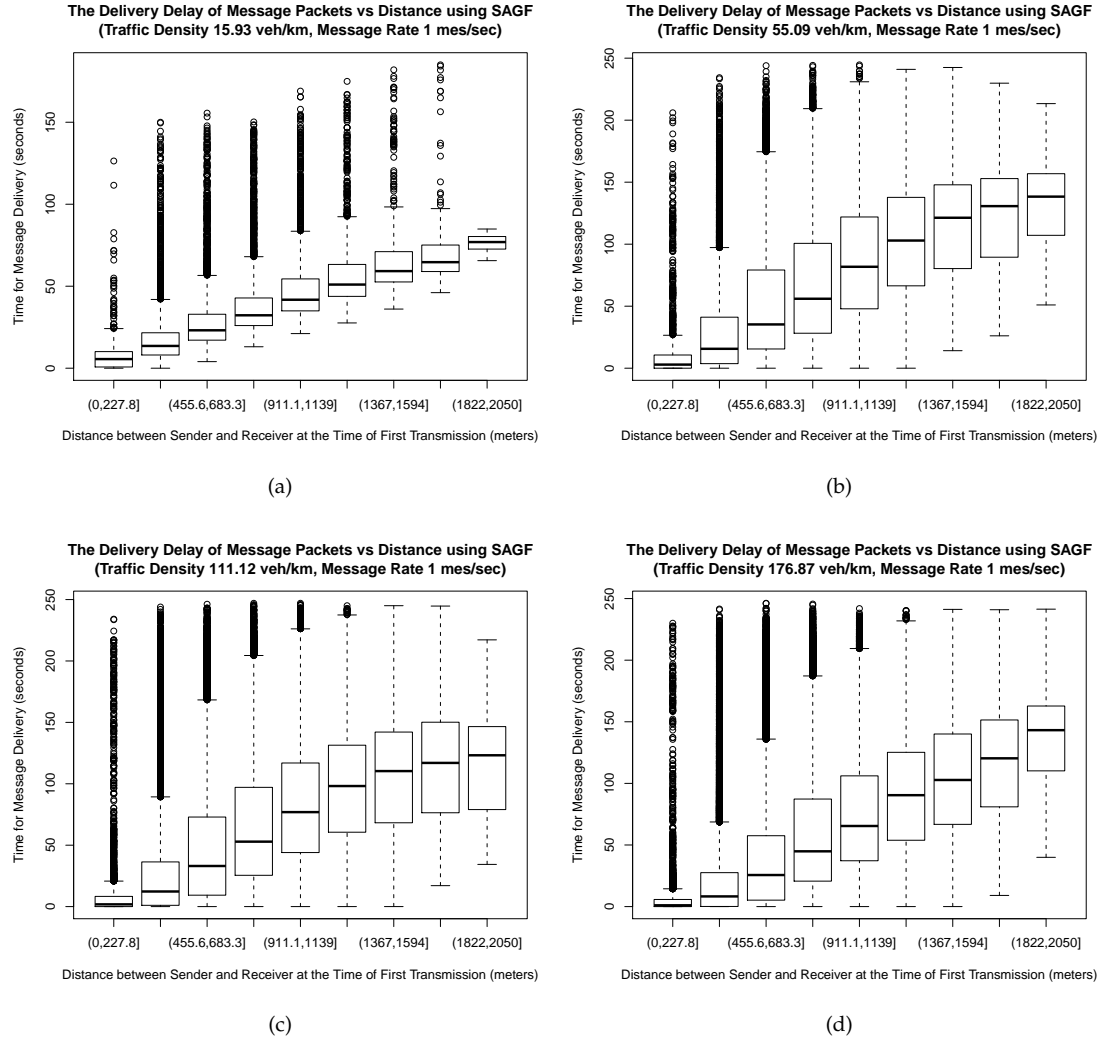 The Delivery Delay of Message Packets vs Distance using SAGF
(Traffic Density 15.93 veh/km, Message Rate 1 mes/sec)
Time for Message Delivery (seconds)
150
100
50
0
(0,227.8]
(455.6,683.3]
(911.1,1139]
(1367,1594]
(1822,2050]
Distance between Sender and Receiver at the Time of First Transmission (meters)
(a)
The Delivery Delay of Message Packets vs Distance using SAGF
(Traffic Density 55.09 veh/km, Message Rate 1 mes/sec)
Time for Message Delivery (seconds)
250
200
150
100
50
0
(0,227.8]
(455.6,683.3]
(911.1,1139]
(1367,1594]
(1822,2050]
Distance between Sender and Receiver at the Time of First Transmission (meters)
(b)
The Delivery Delay of Message Packets vs Distance using SAGF
(Traffic Density 111.12 veh/km, Message Rate 1 mes/sec)
Time for Message Delivery (seconds)
250
200
150
100
50
0
(0,227.8]
(455.6,683.3]
(911.1,1139]
(1367,1594]
(1822,2050]
Distance between Sender and Receiver at the Time of First Transmission (meters)
(c)
The Delivery Delay of Message Packets vs Distance using SAGF
(Traffic Density 176.87 veh/km, Message Rate 1 mes/sec)
Time for Message Delivery (seconds)
250
200
150
100
50
0
(0,227.8]
(455.6,683.3]
(911.1,1139]
(1367,1594]
(1822,2050]
Distance between Sender and Receiver at the Time of First Transmission (meters)
(d)